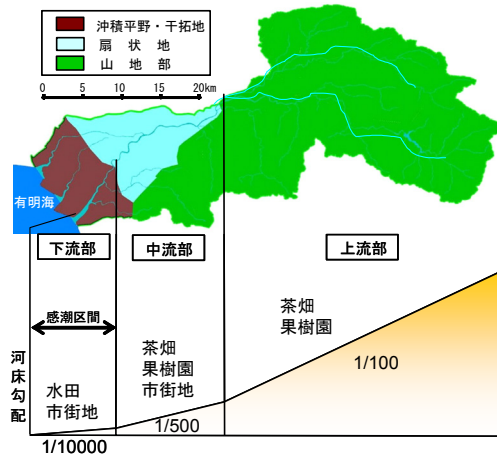 沖積平野・干拓地
扇状地
山地部
0 5 10 15 20km
有明海
下流部
中流部
上流部
感潮区間
茶畑
果樹園
茶畑
果樹園
市街地
水田
市街地
河床勾配
1/100
1/500
1/10000